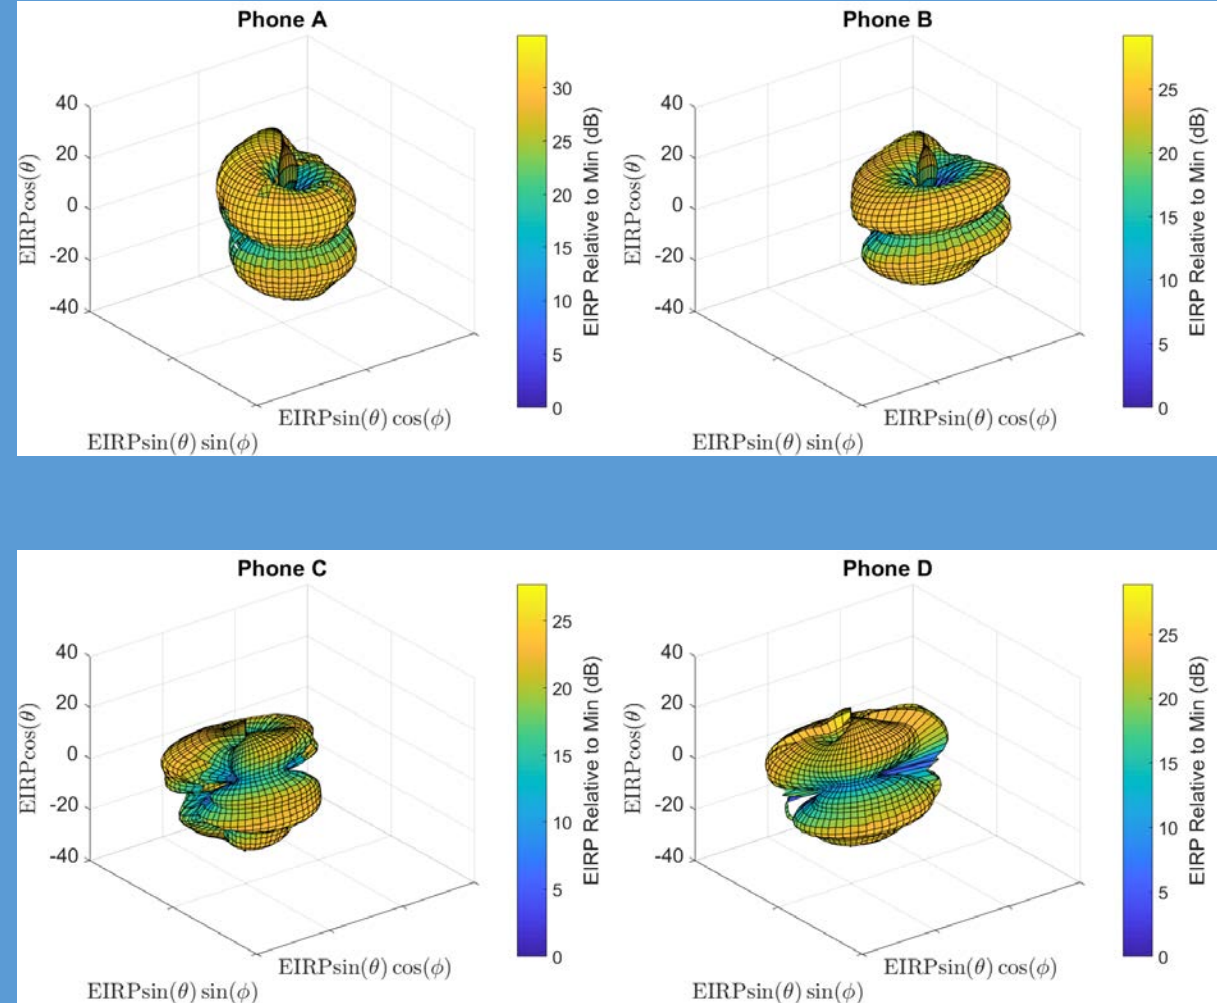 Phone A
40
20
0
-20
-40
EIRPcos(θ)
EIRPsin(θ) sin(ϕ)
EIRPsin(θ) cos(ϕ)
30
25
20
15
10
5
0
EIRP Relative to Min (dB)
Phone B
40
20
0
-20
-40
EIRPcos(θ)
EIRPsin(θ) sin(ϕ)
EIRPsin(θ) cos(ϕ)
25
20
15
10
5
0
EIRP Relative to Min (dB)
Phone C
40
20
0
-20
-40
EIRPcos(θ)
EIRPsin(θ) sin(ϕ)
EIRPsin(θ) cos(ϕ)
25
20
15
10
5
0
EIRP Relative to Min (dB)
Phone D
40
20
0
-20
-40
EIRPcos(θ)
EIRPsin(θ) sin(ϕ)
EIRPsin(θ) cos(ϕ)
25
20
15
10
5
0
EIRP Relative to Min (dB)